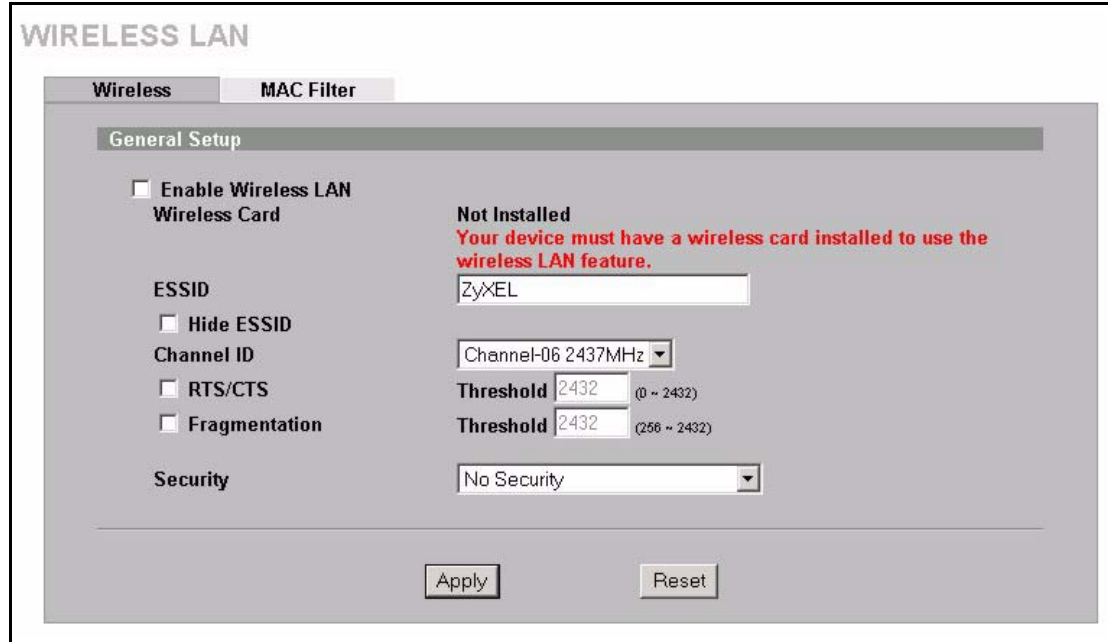 WIRELESS LAN
Wireless MAC Filter
General Setup
Enable Wireless LAN
Wireless Card Not Installed
Your device must have a wireless card installed to use the
wireless LAN feature.
ESSID ZyXEL
Hide ESSID
Channel ID Channel-06 2437MHz
RTS/CTS Threshold 2432 (0 ~ 2432)
Fragmentation Threshold 2432 (256 ~ 2432)
Security No Security
Apply Reset